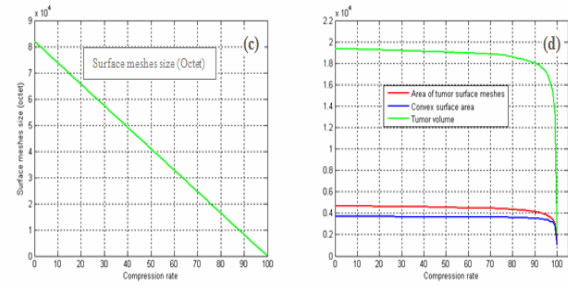 x 10^4
(c)
Surface meshes size (Octet)
Surface meshes size (octet)
9
8
7
6
5
4
3
2
1
0
0 10 20 30 40 50 60 70 80 90 100
Compression rate
x 10^4
(d)
2.2
2
1.8
1.6
1.4
1.2
1
0.8
0.6
0.4
0.2
0
Area of tumor surface meshes
Convex surface area
Tumor volume
0 10 20 30 40 50 60 70 80 90 100
Compression rate